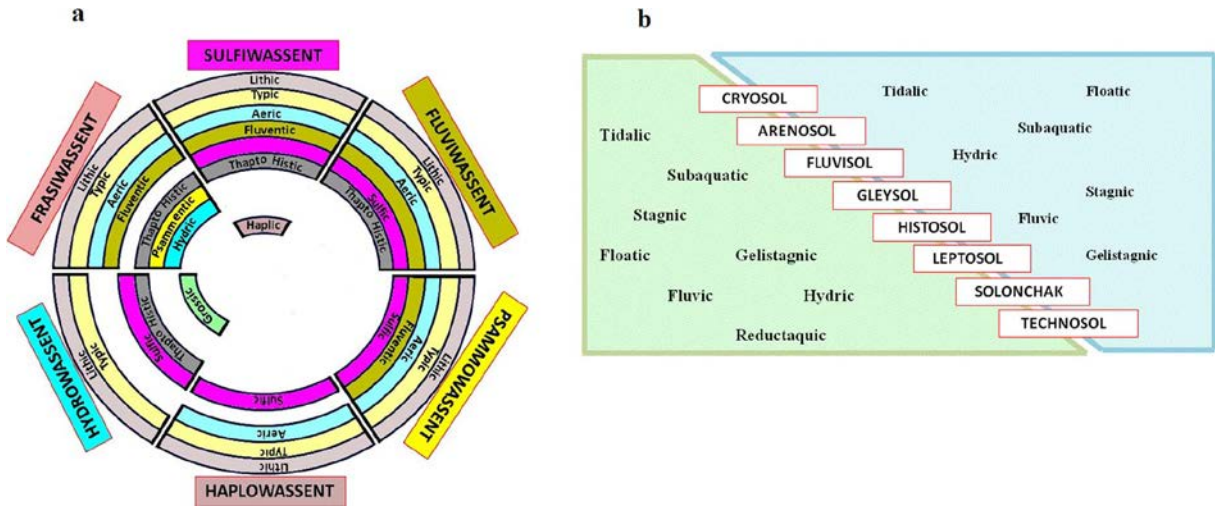 a
SULFIWASSENT
Lithic
Typic
Aeric
Fluventic
Thapto Histic
Haplic
FLUVIWASSENT
Lithic
Typic
Aeric
Sulfic
Thapto Histic
PSAMMOWASSENT
Lithic
Typic
Aeric
Fluventic
Sulfic
HAPLOWASSENT
Lithic
Typic
Aeric
Sulfic
HYDROWASSENT
Lithic
Typic
Sulfic
Thapto Histic
Grossic
FRASIWASSENT
Lithic
Typic
Aeric
Fluventic
Thapto Histic
Psammentic
Hydric
b
CRYOSOL
ARENOSOL
FLUVISOL
GLEYSOL
HISTOSOL
LEPTOSOL
SOLONCHAK
TECHNOSOL
Tidalic
Subaquatic
Stagnic
Floatic
Gelistagnic
Fluvic
Hydric
Reductaquic
Tidalic
Floatic
Subaquatic
Hydric
Stagnic
Fluvic
Gelistagnic